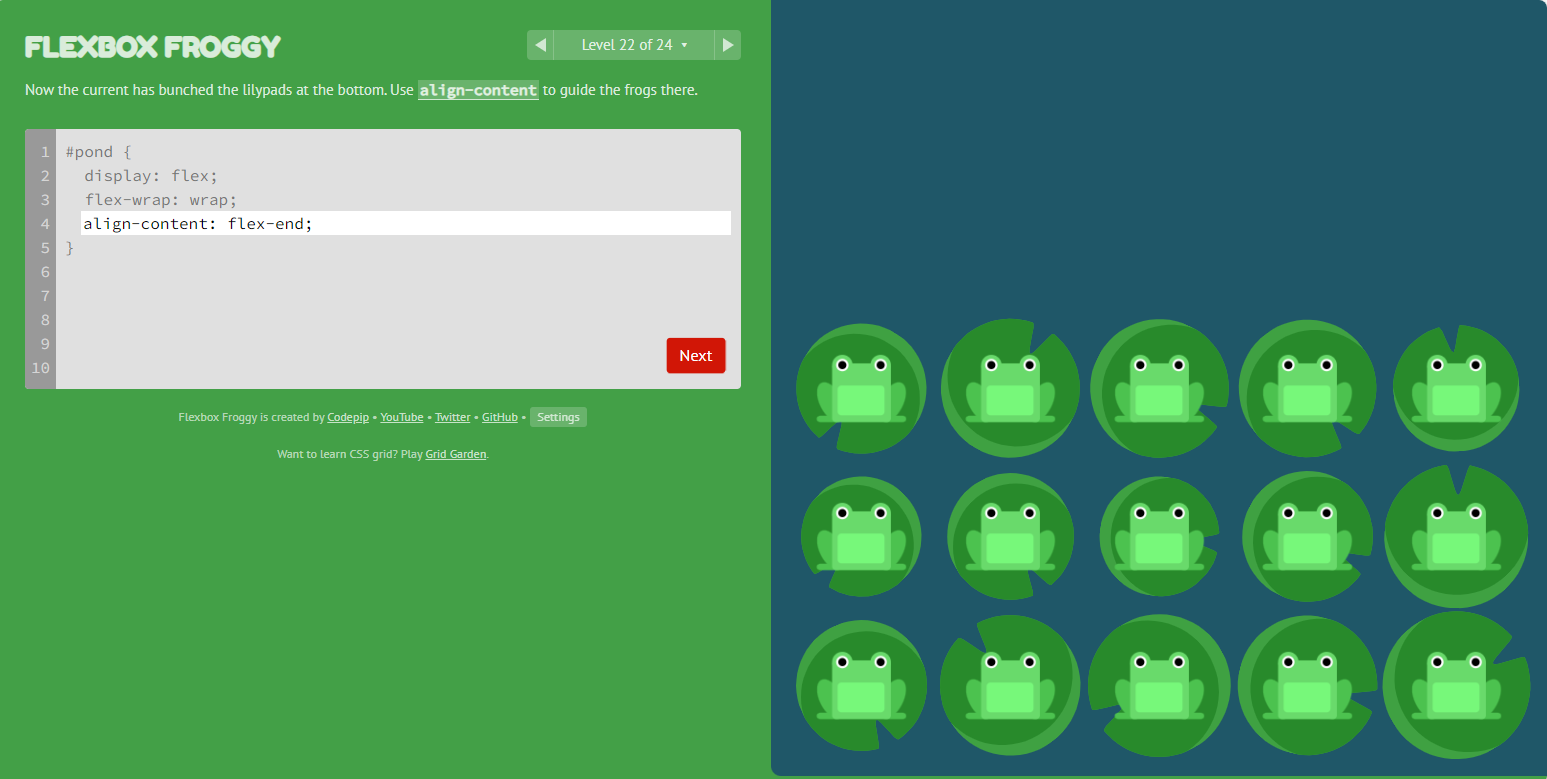 FLEXBOX FROGGY
◀ Level 22 of 24 ▾ ▶
Now the current has bunched the lilypads at the bottom. Use align-content to guide the frogs there.
1 #pond {
2 display: flex;
3 flex-wrap: wrap;
4 align-content: flex-end;
5 }
6
7
8
9
10
Next
Flexbox Froggy is created by Codepip • YouTube • Twitter • GitHub • Settings
Want to learn CSS grid? Play Grid Garden.